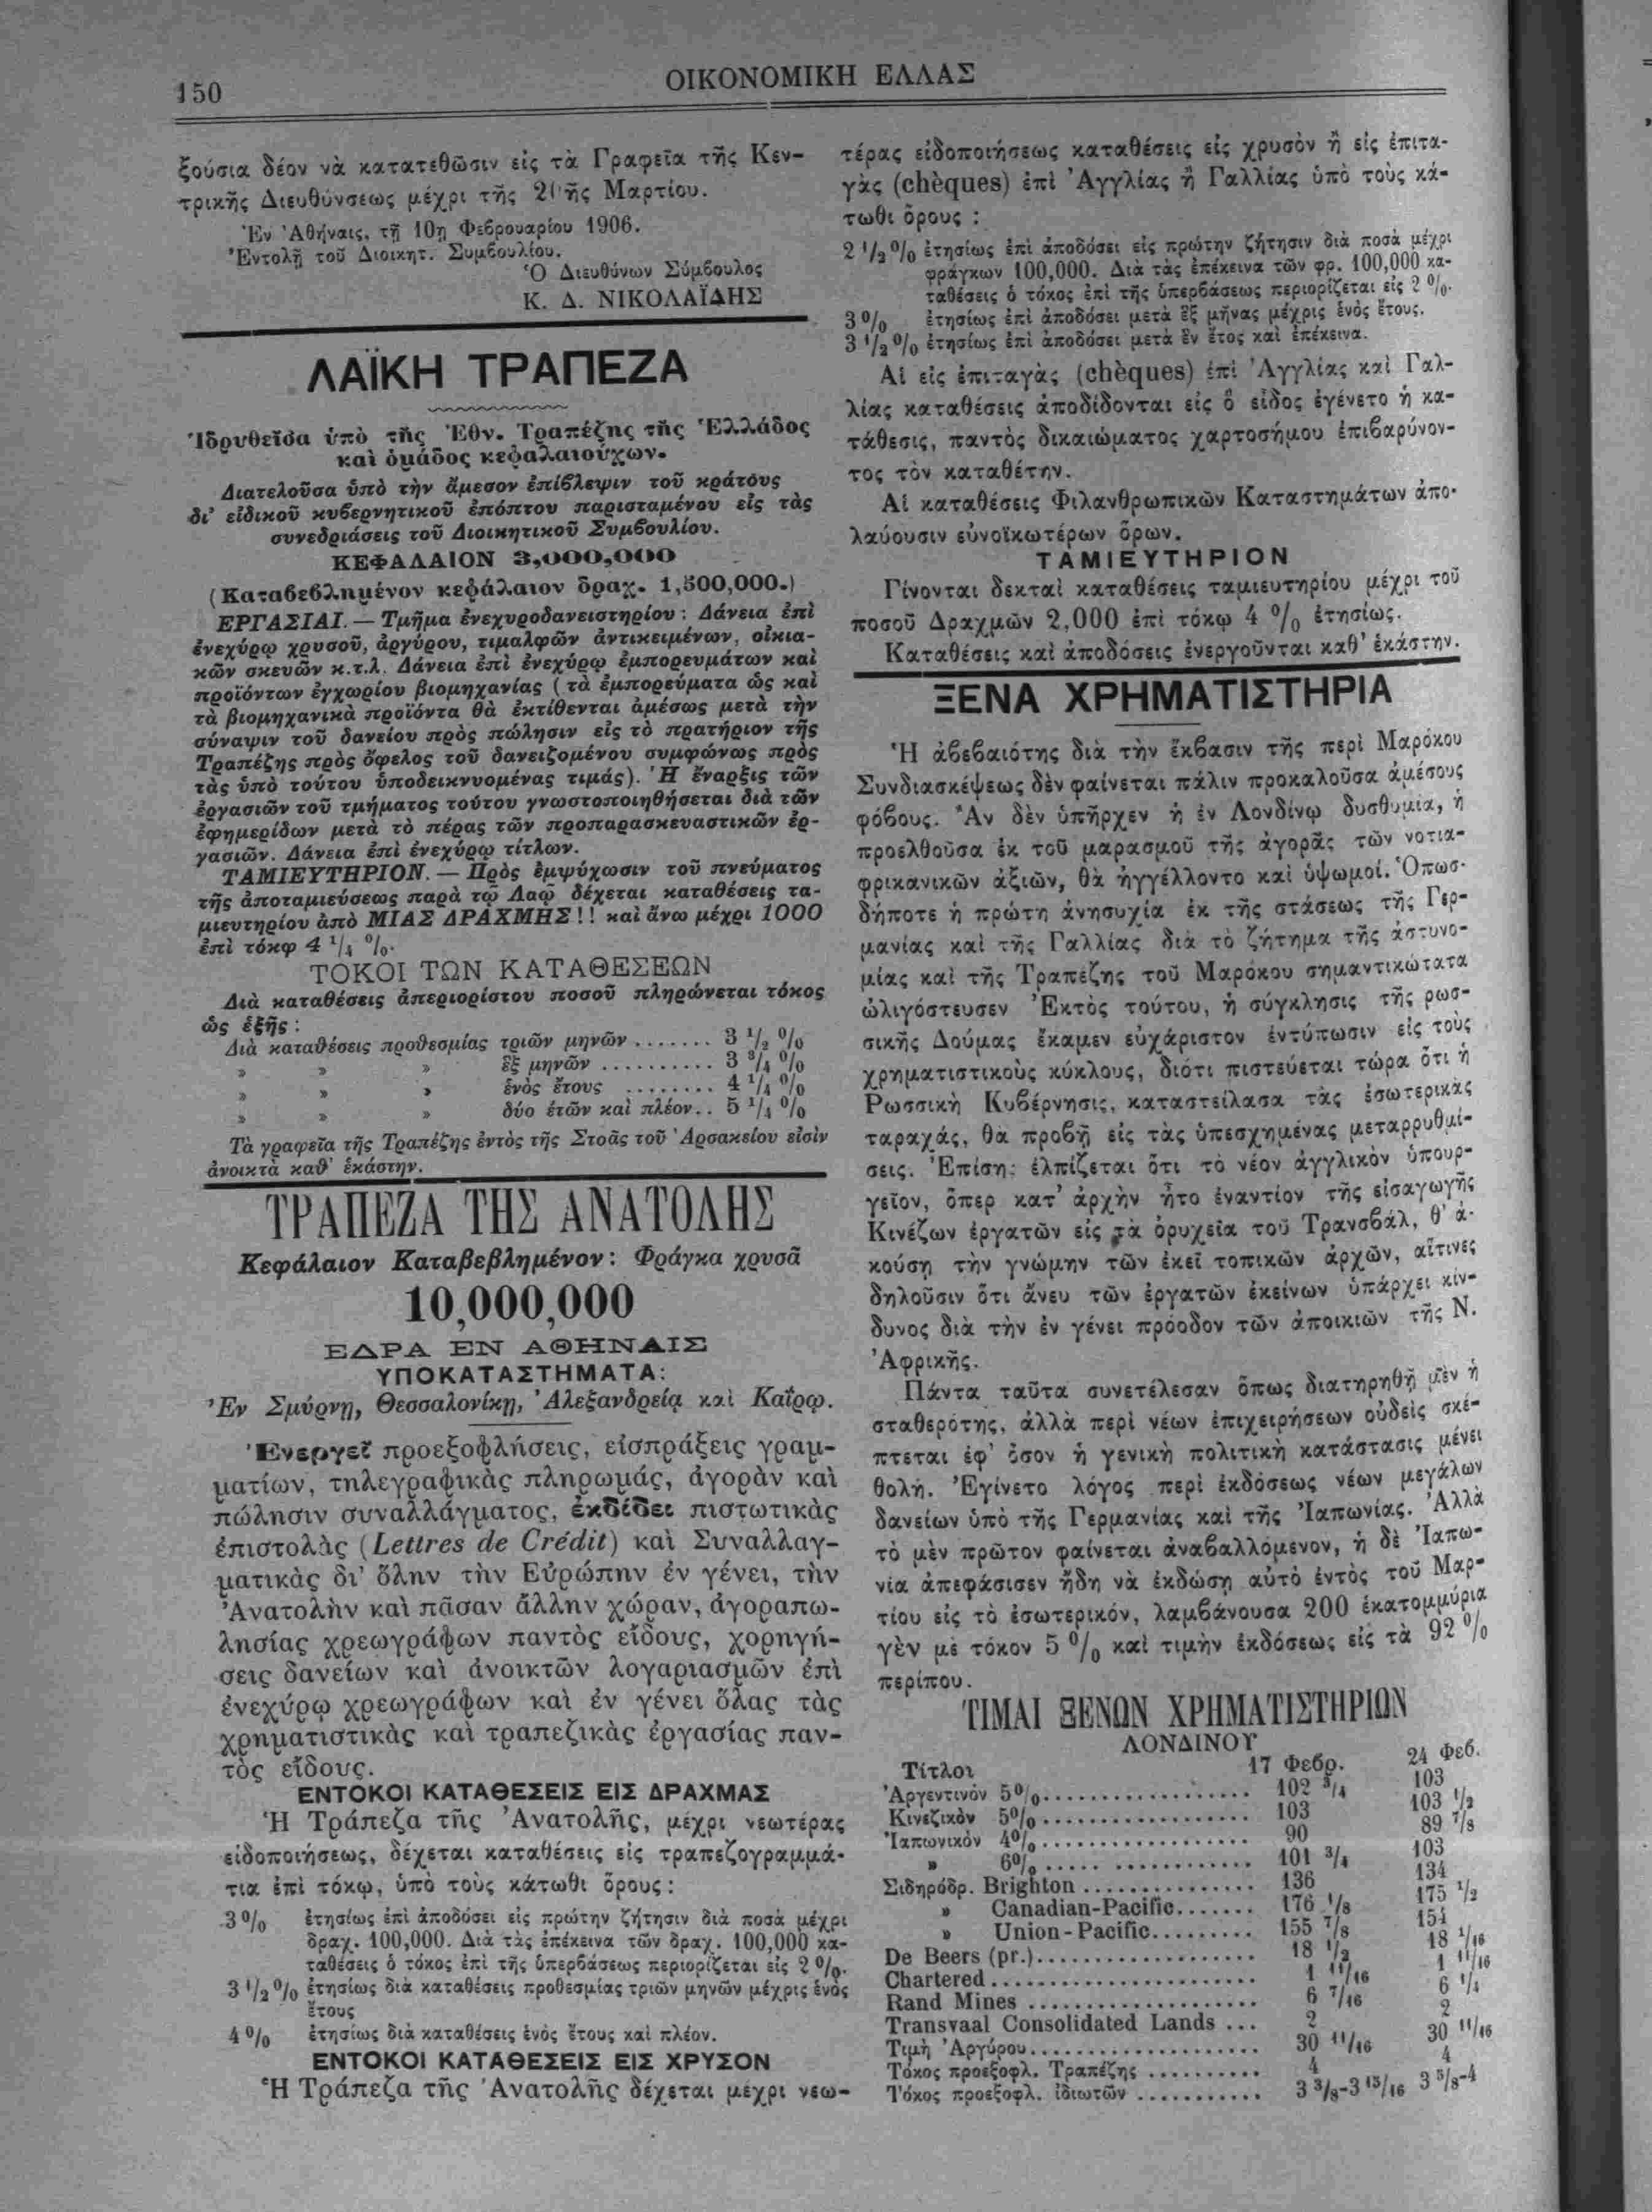 150
ΟΙΚΟΝΟΜΙΚΗ ΕΛΛΑΣ
ξούσια δέον νὰ κατατεθῶσιν εἰς τὰ Γραφεῖα τῆς Κεν-
τρικῆς Διευθύνσεως μέχρι τῆς 20ῆς Μαρτίου.
Ἐν Ἀθήναις, τῇ 10ῃ Φεβρουαρίου 1906.
Ἐντολῇ τοῦ Διοικητ. Συμβουλίου.
Ὁ Διευθύνων Σύμβουλος
Κ. Δ. ΝΙΚΟΛΑΪΔΗΣ
ΛΑΪΚΗ ΤΡΑΠΕΖΑ
Ἱδρυθεῖσα ὑπὸ τῆς Ἐθν. Τραπέζης τῆς Ἑλλάδος
καὶ ὁμάδος κεφαλαιούχων.
Διατελοῦσα ὑπὸ τὴν ἄμεσον ἐπίβλεψιν τοῦ κράτους
δι' εἰδικοῦ κυβερνητικοῦ ἐπόπτου παρισταμένου εἰς τὰς
συνεδριάσεις τοῦ Διοικητικοῦ Συμβουλίου.
ΚΕΦΑΛΑΙΟΝ 3,000,000
(Καταβεβλημένον κεφάλαιον δραχ. 1,500,000.)
ΕΡΓΑΣΙΑΙ.— Τμῆμα ἐνεχυροδανειστηρίου: Δάνεια ἐπὶ
ἐνεχύρῳ χρυσοῦ, ἀργύρου, τιμαλφῶν ἀντικειμένων, οἰκια-
κῶν σκευῶν κ.τ.λ. Δάνεια ἐπὶ ἐνεχύρῳ ἐμπορευμάτων καὶ
προϊόντων ἐγχωρίου βιομηχανίας (τὰ ἐμπορεύματα ὡς καὶ
τὰ βιομηχανικὰ προϊόντα θὰ ἐκτίθενται ἀμέσως μετὰ τὴν
σύναψιν τοῦ δανείου πρὸς πώλησιν εἰς τὸ πρατήριον τῆς
Τραπέζης πρὸς ὄφελος τοῦ δανειζομένου συμφώνως πρὸς
τὰς ὑπὸ τούτου ὑποδεικνυομένας τιμάς). Ἡ ἔναρξις τῶν
ἐργασιῶν τοῦ τμήματος τούτου γνωστοποιηθήσεται διὰ τῶν
ἐφημερίδων μετὰ τὸ πέρας τῶν προπαρασκευαστικῶν ἐρ-
γασιῶν. Δάνεια ἐπὶ ἐνεχύρῳ τίτλων.
ΤΑΜΙΕΥΤΗΡΙΟΝ.— Πρὸς ἐμψύχωσιν τοῦ πνεύματος
τῆς ἀποταμιεύσεως παρὰ τῷ Λαῷ δέχεται καταθέσεις τα-
μιευτηρίου ἀπὸ ΜΙΑΣ ΔΡΑΧΜΗΣ!! καὶ ἄνω μέχρι 1000
ἐπὶ τόκῳ 4 1/4 %.
ΤΟΚΟΙ ΤΩΝ ΚΑΤΑΘΕΣΕΩΝ
Διὰ καταθέσεις ἀπεριορίστου ποσοῦ πληρώνεται τόκος
ὡς ἑξῆς:
Διὰ καταθέσεις προθεσμίας τριῶν μηνῶν ....... 3 1/2 %
» » » ἓξ μηνῶν .......... 3 3/4 %
» » » ἑνὸς ἔτους ........ 4 1/4 %
» » » δύο ἐτῶν καὶ πλέον.. 5 1/4 %
Τὰ γραφεῖα τῆς Τραπέζης ἐντὸς τῆς Στοᾶς τοῦ Ἀρσακείου εἰσὶν
ἀνοικτὰ καθ' ἑκάστην.
ΤΡΑΠΕΖΑ ΤΗΣ ΑΝΑΤΟΛΗΣ
Κεφάλαιον Καταβεβλημένον: Φράγκα χρυσᾶ
10,000,000
ΕΔΡΑ ΕΝ ΑΘΗΝΑΙΣ
ΥΠΟΚΑΤΑΣΤΗΜΑΤΑ:
Ἐν Σμύρνῃ, Θεσσαλονίκῃ, Ἀλεξανδρείᾳ καὶ Καΐρῳ.
Ἐνεργεῖ προεξοφλήσεις, εἰσπράξεις γραμ-
ματίων, τηλεγραφικὰς πληρωμάς, ἀγορὰν καὶ
πώλησιν συναλλάγματος, ἐκδίδει πιστωτικὰς
ἐπιστολὰς (Lettres de Crédit) καὶ Συναλλαγ-
ματικὰς δι' ὅλην τὴν Εὐρώπην ἐν γένει, τὴν
Ἀνατολὴν καὶ πᾶσαν ἄλλην χώραν, ἀγοραπω-
λησίας χρεωγράφων παντὸς εἴδους, χορηγή-
σεις δανείων καὶ ἀνοικτῶν λογαριασμῶν ἐπὶ
ἐνεχύρῳ χρεωγράφων καὶ ἐν γένει ὅλας τὰς
χρηματιστικὰς καὶ τραπεζικὰς ἐργασίας παν-
τὸς εἴδους.
ΕΝΤΟΚΟΙ ΚΑΤΑΘΕΣΕΙΣ ΕΙΣ ΔΡΑΧΜΑΣ
Ἡ Τράπεζα τῆς Ἀνατολῆς, μέχρι νεωτέρας
εἰδοποιήσεως, δέχεται καταθέσεις εἰς τραπεζογραμμά-
τια ἐπὶ τόκῳ, ὑπὸ τοὺς κάτωθι ὅρους:
3% ἐτησίως ἐπὶ ἀποδόσει εἰς πρώτην ζήτησιν διὰ ποσὰ μέχρι
δραχ. 100,000. Διὰ τὰς ἐπέκεινα τῶν δραχ. 100,000 κα-
ταθέσεις ὁ τόκος ἐπὶ τῆς ὑπερβάσεως περιορίζεται εἰς 2 %.
3 1/2 % ἐτησίως διὰ καταθέσεις προθεσμίας τριῶν μηνῶν μέχρις ἑνὸς
ἔτους
4 % ἐτησίως διὰ καταθέσεις ἑνὸς ἔτους καὶ πλέον.
ΕΝΤΟΚΟΙ ΚΑΤΑΘΕΣΕΙΣ ΕΙΣ ΧΡΥΣΟΝ
Ἡ Τράπεζα τῆς Ἀνατολῆς δέχεται μέχρι νεω-
τέρας εἰδοποιήσεως καταθέσεις εἰς χρυσὸν ἢ εἰς ἐπιτα-
γὰς (chèques) ἐπὶ Ἀγγλίας ἢ Γαλλίας ὑπὸ τοὺς κά-
τωθι ὅρους:
2 1/2 % ἐτησίως ἐπὶ ἀποδόσει εἰς πρώτην ζήτησιν διὰ ποσὰ μέχρι
φράγκων 100,000. Διὰ τὰς ἐπέκεινα τῶν φρ. 100,000 κα-
ταθέσεις ὁ τόκος ἐπὶ τῆς ὑπερβάσεως περιορίζεται εἰς 2 %.
3 % ἐτησίως ἐπὶ ἀποδόσει μετὰ ἓξ μῆνας μέχρις ἑνὸς ἔτους.
3 1/2 % ἐτησίως ἐπὶ ἀποδόσει μετὰ ἓν ἔτος καὶ ἐπέκεινα.
Αἱ εἰς ἐπιταγὰς (chèques) ἐπὶ Ἀγγλίας καὶ Γαλ-
λίας καταθέσεις ἀποδίδονται εἰς ὃ εἶδος ἐγένετο ἡ κα-
τάθεσις, παντὸς δικαιώματος χαρτοσήμου ἐπιβαρύνον-
τος τὸν καταθέτην.
Αἱ καταθέσεις Φιλανθρωπικῶν Καταστημάτων ἀπο-
λαύουσιν εὐνοϊκωτέρων ὅρων.
ΤΑΜΙΕΥΤΗΡΙΟΝ
Γίνονται δεκταὶ καταθέσεις ταμιευτηρίου μέχρι τοῦ
ποσοῦ Δραχμῶν 2,000 ἐπὶ τόκῳ 4 % ἐτησίως.
Καταθέσεις καὶ ἀποδόσεις ἐνεργοῦνται καθ' ἑκάστην.
ΞΕΝΑ ΧΡΗΜΑΤΙΣΤΗΡΙΑ
Ἡ ἀβεβαιότης διὰ τὴν ἔκβασιν τῆς περὶ Μαρόκου
Συνδιασκέψεως δὲν φαίνεται πάλιν προκαλοῦσα ἀμέσους
φόβους. Ἂν δὲν ὑπῆρχεν ἡ ἐν Λονδίνῳ δυσθυμία, ἡ
προελθοῦσα ἐκ τοῦ μαρασμοῦ τῆς ἀγορᾶς τῶν νοτια-
φρικανικῶν ἀξιῶν, θὰ ἠγγέλλοντο καὶ ὑψωμοί. Ὁπωσ-
δήποτε ἡ πρώτη ἀνησυχία ἐκ τῆς στάσεως τῆς Γερ-
μανίας καὶ τῆς Γαλλίας διὰ τὸ ζήτημα τῆς ἀστυνο-
μίας καὶ τῆς Τραπέζης τοῦ Μαρόκου σημαντικώτατα
ὠλιγόστευσεν Ἐκτὸς τούτου, ἡ σύγκλησις τῆς ρωσ-
σικῆς Δούμας ἔκαμεν εὐχάριστον ἐντύπωσιν εἰς τοὺς
χρηματιστικοὺς κύκλους, διότι πιστεύεται τώρα ὅτι ἡ
Ρωσσικὴ Κυβέρνησις, καταστείλασα τὰς ἐσωτερικὰς
ταραχάς, θὰ προβῇ εἰς τὰς ὑπεσχημένας μεταρρυθμί-
σεις. Ἐπίσης ἐλπίζεται ὅτι τὸ νέον ἀγγλικὸν ὑπουρ-
γεῖον, ὅπερ κατ' ἀρχὴν ἦτο ἐναντίον τῆς εἰσαγωγῆς
Κινέζων ἐργατῶν εἰς τὰ ὀρυχεῖα τοῦ Τρανσβάλ, θ' ἀ-
κούσῃ τὴν γνώμην τῶν ἐκεῖ τοπικῶν ἀρχῶν, αἵτινες
δηλοῦσιν ὅτι ἄνευ τῶν ἐργατῶν ἐκείνων ὑπάρχει κίν-
δυνος διὰ τὴν ἐν γένει πρόοδον τῶν ἀποικιῶν τῆς Ν.
Ἀφρικῆς.
Πάντα ταῦτα συνετέλεσαν ὅπως διατηρηθῇ μὲν ἡ
σταθερότης, ἀλλὰ περὶ νέων ἐπιχειρήσεων οὐδεὶς σκέ-
πτεται ἐφ' ὅσον ἡ γενικὴ πολιτικὴ κατάστασις μένει
θολή. Ἐγίνετο λόγος περὶ ἐκδόσεως νέων μεγάλων
δανείων ὑπὸ τῆς Γερμανίας καὶ τῆς Ἰαπωνίας. Ἀλλὰ
τὸ μὲν πρῶτον φαίνεται ἀναβαλλόμενον, ἡ δὲ Ἰαπω-
νία ἀπεφάσισεν ἤδη νὰ ἐκδώσῃ αὐτὸ ἐντὸς τοῦ Μαρ-
τίου εἰς τὸ ἐσωτερικόν, λαμβάνουσα 200 ἑκατομμύρια
γὲν μὲ τόκον 5 % καὶ τιμὴν ἐκδόσεως εἰς τὰ 92 %
περίπου.
ΤΙΜΑΙ ΞΕΝΩΝ ΧΡΗΜΑΤΙΣΤΗΡΙΩΝ
ΛΟΝΔΙΝΟΥ
Τίτλοι 17 Φεβρ. 24 Φεβ.
Ἀργεντινὸν 5%.................. 102 3/4 103
Κινεζικὸν 5%.................. 103 103 1/2
Ἰαπωνικὸν 4%.................. 90 89 7/8
» 6%..... ............ 101 3/4 103
Σιδηρόδρ. Brighton ............... 136 134
» Canadian-Pacific....... 176 1/8 175 1/2
» Union-Pacific......... 155 7/8 154
De Beers (pr.)................... 18 1/2 18 1/16
Chartered....................... 1 11/16 1 11/16
Rand Mines .................... 6 7/16 6 1/4
Transvaal Consolidated Lands ... 2 2
Τιμὴ Ἀργύρου.................... 30 11/16 30 11/16
Τόκος προεξοφλ. Τραπέζης .......... 4 4
Τόκος προεξοφλ. ἰδιωτῶν ........... 3 3/8-3 13/16 3 5/8-4